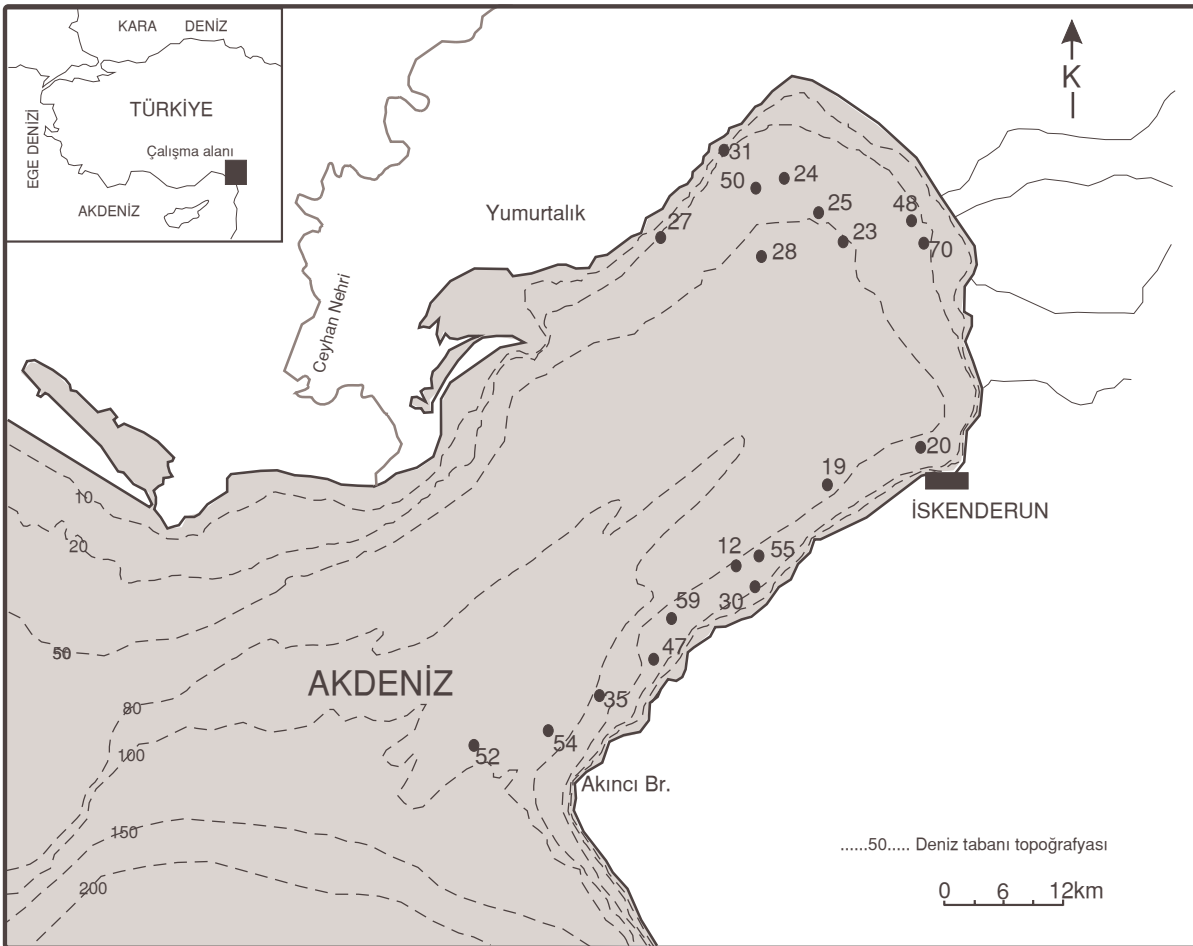 KARA DENİZ
EGE DENİZİ
TÜRKİYE
Çalışma alanı
AKDENİZ
K
31
50
24
25
48
Yumurtalık
27
23
70
28
Ceyhan Nehri
20
19
İSKENDERUN
10
20
12
55
30
59
50
47
AKDENİZ
35
80
54
52
100
Akıncı Br.
150
......50..... Deniz tabanı topoğrafyası
200
0 6 12km